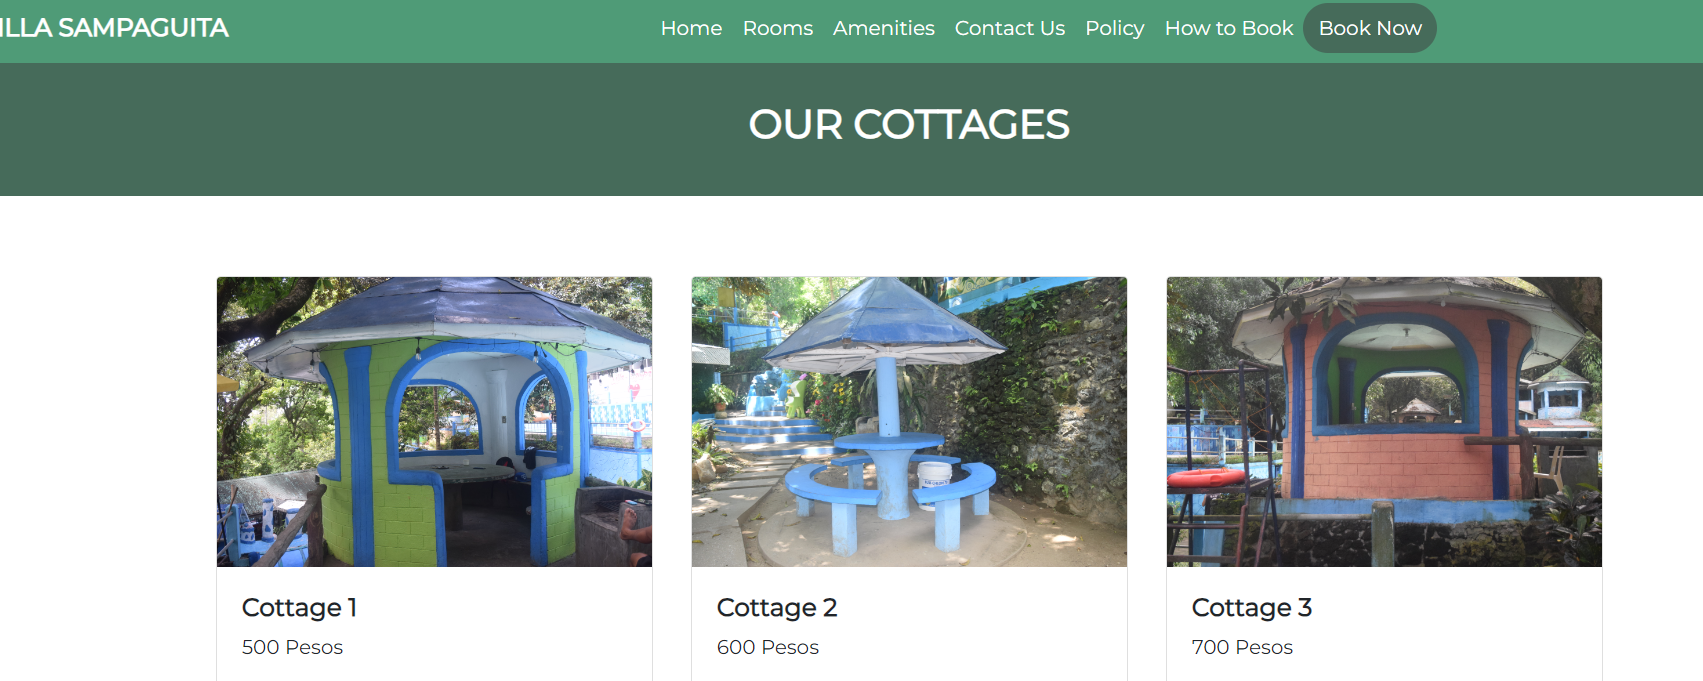 ILLA SAMPAGUITA
Home Rooms Amenities Contact Us Policy How to Book Book Now
OUR COTTAGES
Cottage 1
500 Pesos
Cottage 2
600 Pesos
Cottage 3
700 Pesos